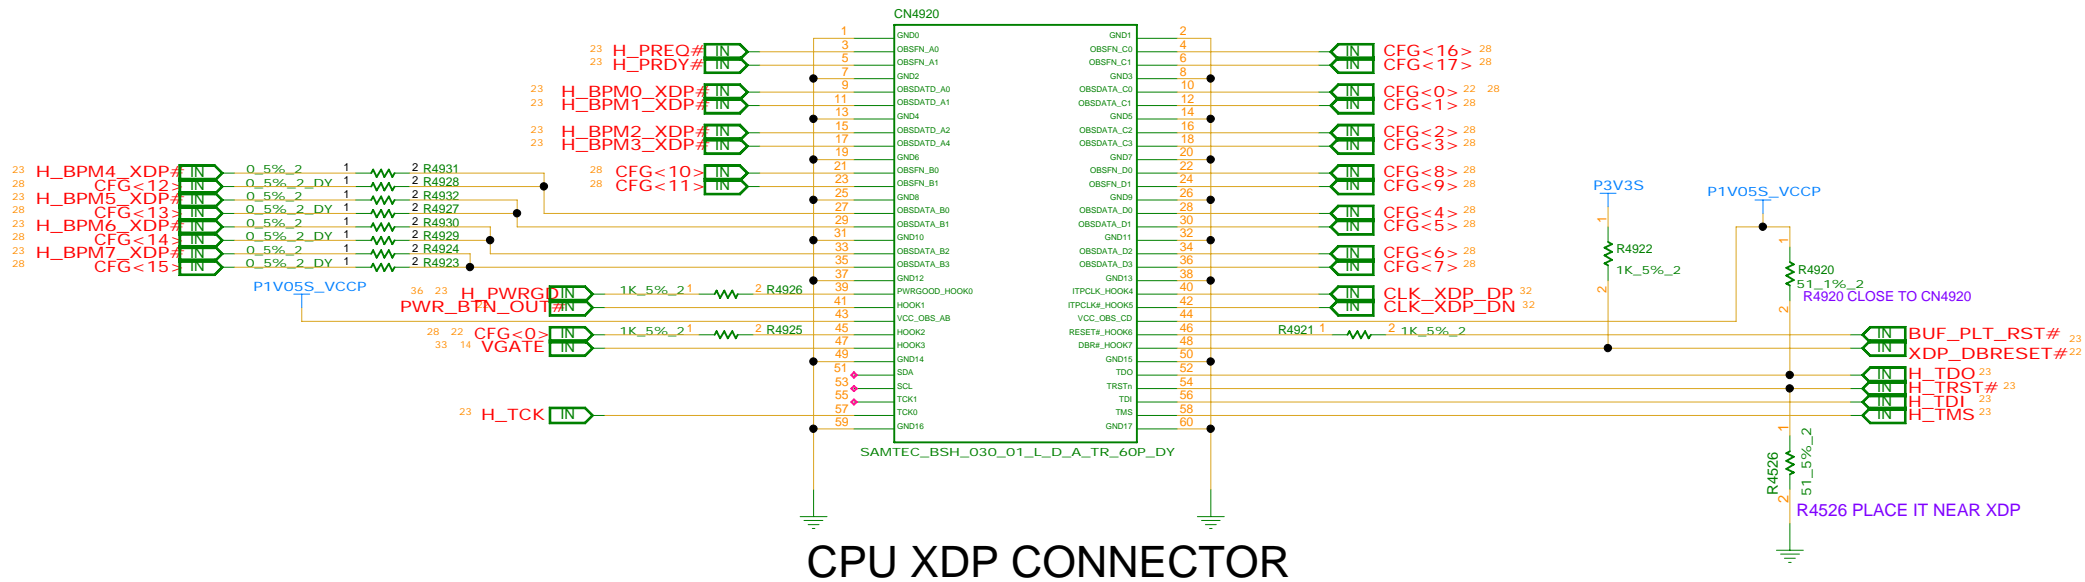 CN4920
1 GND0 GND1 2
23 H_PREQ# IN 3 OBSFN_A0 OBSFN_C0 4 IN CFG<16> 28
23 H_PRDY# IN 5 OBSFN_A1 OBSFN_C1 6 IN CFG<17> 28
7 GND2 GND3 8
23 H_BPM0_XDP# IN 9 OBSDATD_A0 OBSDATA_C0 10 IN CFG<0> 22 28
23 H_BPM1_XDP# IN 11 OBSDATD_A1 OBSDATA_C1 12 IN CFG<1> 28
13 GND4 GND5 14
23 H_BPM2_XDP# IN 15 OBSDATD_A2 OBSDATA_C2 16 IN CFG<2> 28
23 H_BPM3_XDP# IN 17 OBSDATD_A4 OBSDATA_C3 18 IN CFG<3> 28
19 GND6 GND7 20
28 CFG<10> IN 21 OBSFN_B0 OBSFN_D0 22 IN CFG<8> 28
28 CFG<11> IN 23 OBSFN_B1 OBSFN_D1 24 IN CFG<9> 28
25 GND8 GND9 26
27 OBSDATA_B0 OBSDATA_D0 28 IN CFG<4> 28
29 OBSDATA_B1 OBSDATA_D1 30 IN CFG<5> 28
31 GND10 GND11 32
33 OBSDATA_B2 OBSDATA_D2 34 IN CFG<6> 28
35 OBSDATA_B3 OBSDATA_D3 36 IN CFG<7> 28
37 GND12 GND13 38
23 H_BPM4_XDP# IN 0_5%_2 1 2 R4931
28 CFG<12> IN 0_5%_2_DY 1 2 R4928
23 H_BPM5_XDP# IN 0_5%_2 1 2 R4932
28 CFG<13> IN 0_5%_2_DY 1 2 R4927
23 H_BPM6_XDP# IN 0_5%_2 1 2 R4930
28 CFG<14> IN 0_5%_2_DY 1 2 R4929
23 H_BPM7_XDP# IN 0_5%_2 1 2 R4924
28 CFG<15> IN 0_5%_2_DY 1 2 R4923
P1V05S_VCCP
36 23 H_PWRGD IN 1K_5%_2 1 2 R4926 39 PWRGOOD_HOOK0 ITPCLK_HOOK4 40 IN CLK_XDP_DP 32
PWR_BTN_OUT# IN 41 HOOK1 ITPCLK#_HOOK5 42 IN CLK_XDP_DN 32
43 VCC_OBS_AB VCC_OBS_CD 44
28 22 CFG<0> IN 1K_5%_2 1 2 R4925 45 HOOK2 RESET#_HOOK6 46 R4921 1 2 1K_5%_2 IN BUF_PLT_RST# 23
33 14 VGATE IN 47 HOOK3 DBR#_HOOK7 48 IN XDP_DBRESET# 22
49 GND14 GND15 50
51 SDA TDO 52 IN H_TDO 23
53 SCL TRSTn 54 IN H_TRST# 23
55 TCK1 TDI 56 IN H_TDI 23
23 H_TCK IN 57 TCK0 TMS 58 IN H_TMS 23
59 GND16 GND17 60
SAMTEC_BSH_030_01_L_D_A_TR_60P_DY
P3V3S
1 R4922
1K_5%_2
2
P1V05S_VCCP
1 R4920
51_1%_2
2
R4920 CLOSE TO CN4920
1 R4526
51_5%_2
2
R4526 PLACE IT NEAR XDP
CPU XDP CONNECTOR